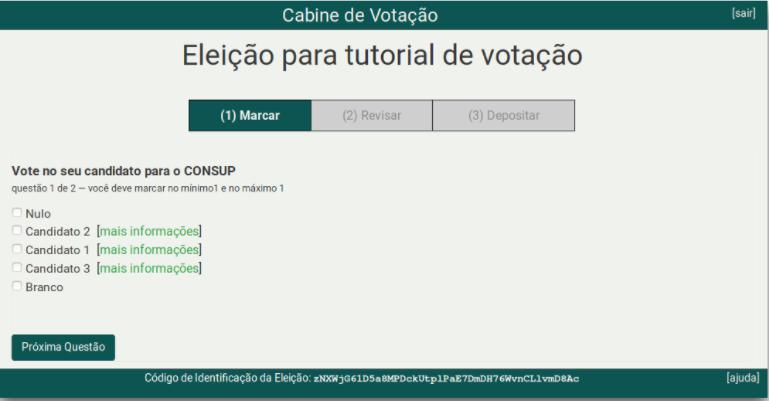 Cabine de Votação [sair]
Eleição para tutorial de votação
(1) Marcar (2) Revisar (3) Depositar
Vote no seu candidato para o CONSUP
questão 1 de 2 — você deve marcar no mínimo1 e no máximo 1
Nulo
Candidato 2 [mais informações]
Candidato 1 [mais informações]
Candidato 3 [mais informações]
Branco
Próxima Questão
Código de Identificação da Eleição: zNXWjG61D5a8MPDckUtplPaE7DmDH76WvnCLlvmD8Ac [ajuda]